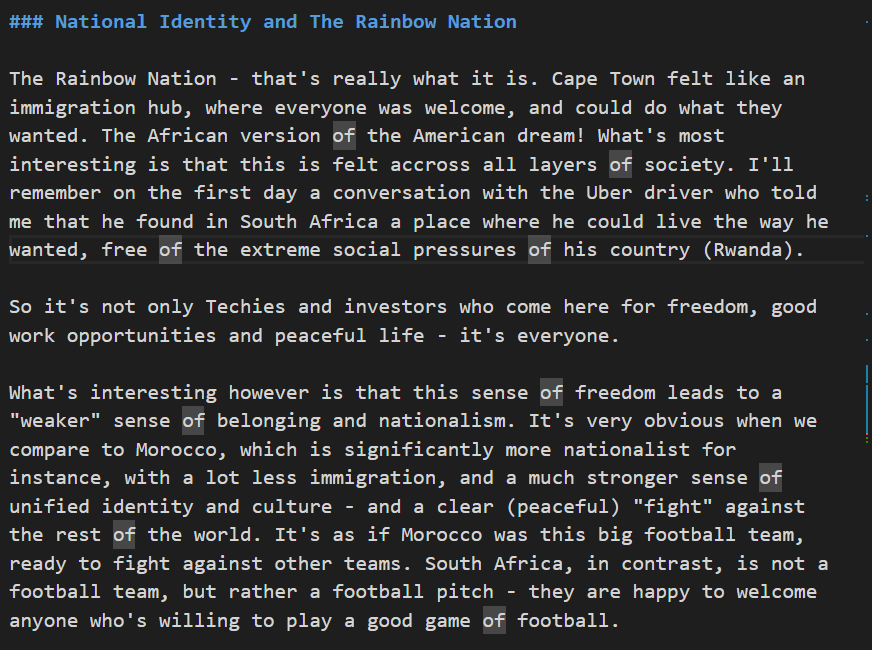 ### National Identity and The Rainbow Nation
The Rainbow Nation - that's really what it is. Cape Town felt like an
immigration hub, where everyone was welcome, and could do what they
wanted. The African version of the American dream! What's most
interesting is that this is felt accross all layers of society. I'll
remember on the first day a conversation with the Uber driver who told
me that he found in South Africa a place where he could live the way he
wanted, free of the extreme social pressures of his country (Rwanda).
So it's not only Techies and investors who come here for freedom, good
work opportunities and peaceful life - it's everyone.
What's interesting however is that this sense of freedom leads to a
"weaker" sense of belonging and nationalism. It's very obvious when we
compare to Morocco, which is significantly more nationalist for
instance, with a lot less immigration, and a much stronger sense of
unified identity and culture - and a clear (peaceful) "fight" against
the rest of the world. It's as if Morocco was this big football team,
ready to fight against other teams. South Africa, in contrast, is not a
football team, but rather a football pitch - they are happy to welcome
anyone who's willing to play a good game of football.